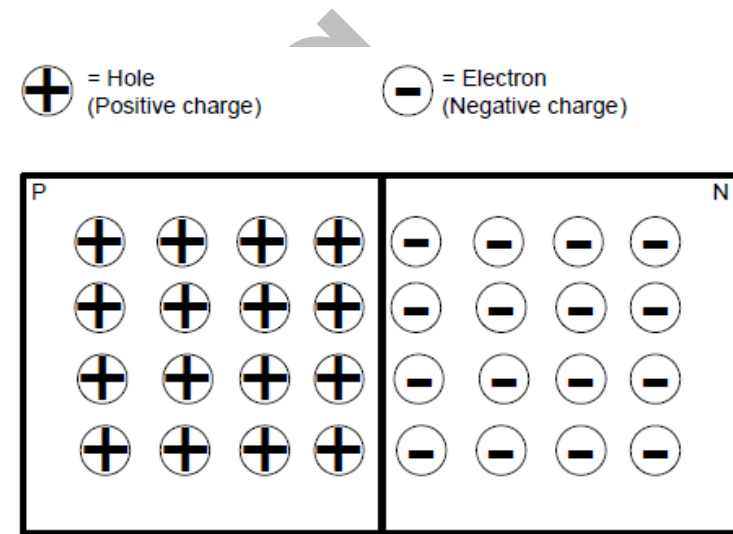 = Hole
(Positive charge)
= Electron
(Negative charge)
P
N